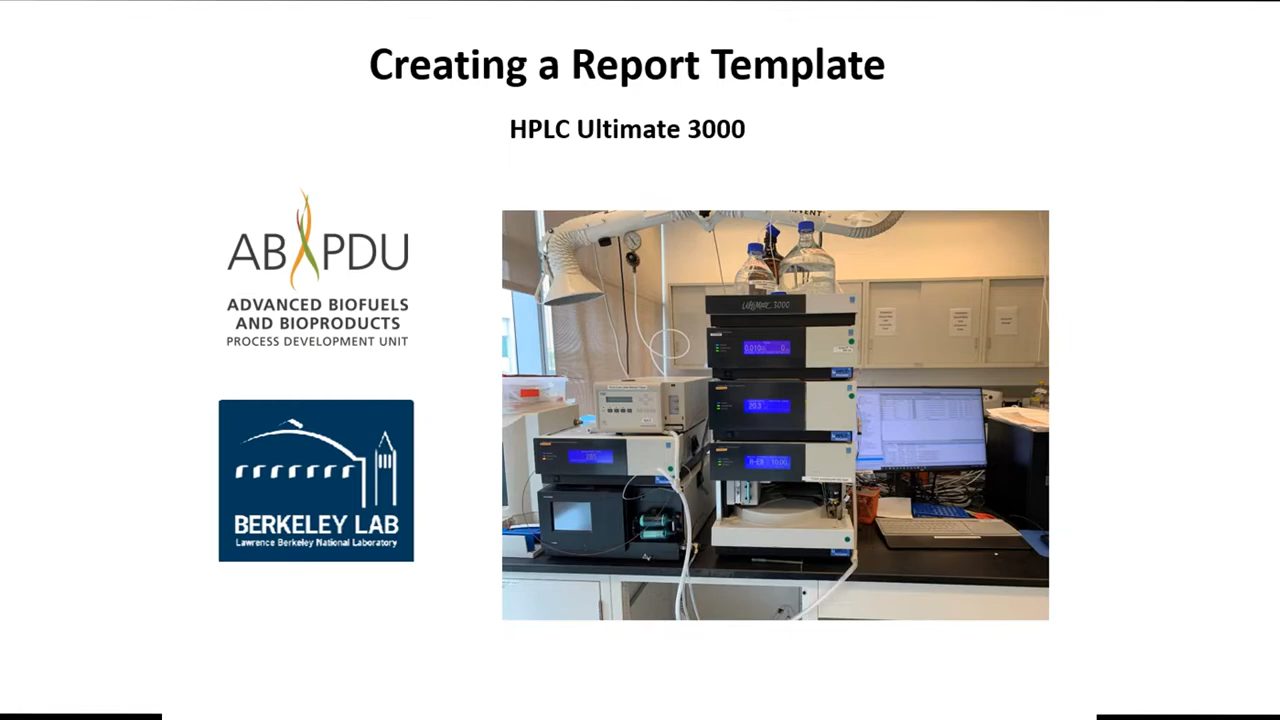 Creating a Report Template
HPLC Ultimate 3000
AB PDU
ADVANCED BIOFUELS
AND BIOPRODUCTS
PROCESS DEVELOPMENT UNIT
BERKELEY LAB
Lawrence Berkeley National Laboratory